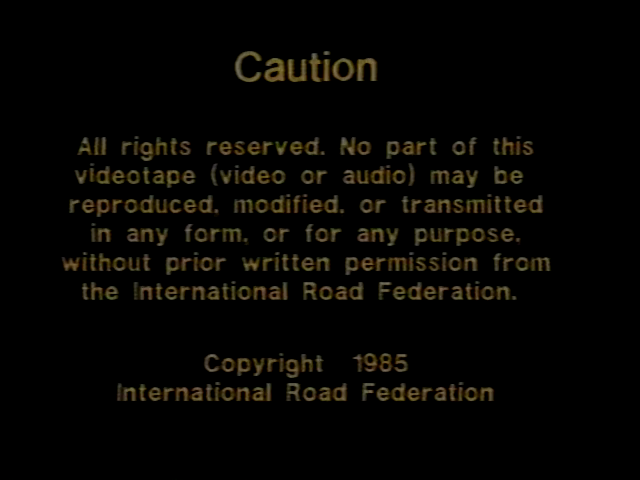 Caution
All rights reserved. No part of this
videotape (video or audio) may be
reproduced, modified, or transmitted
in any form, or for any purpose,
without prior written permission from
the International Road Federation.
Copyright 1985
International Road Federation